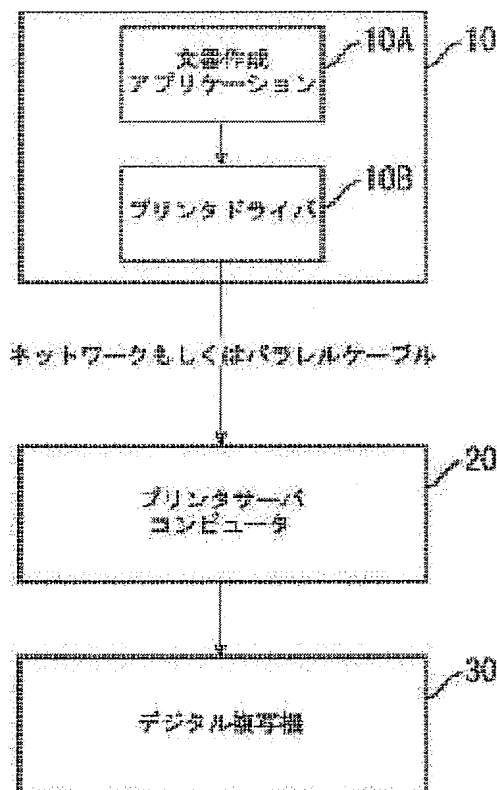 文書作成
アプリケーション
10A
10
プリンタドライバ
10B
ネットワークもしくはパラレルケーブル
プリンタサーバ
コンピュータ
20
デジタル複写機
30